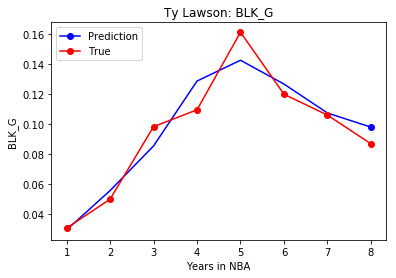 Ty Lawson: BLK_G
Prediction
True
BLK_G
0.16
0.14
0.12
0.10
0.08
0.06
0.04
1 2 3 4 5 6 7 8
Years in NBA